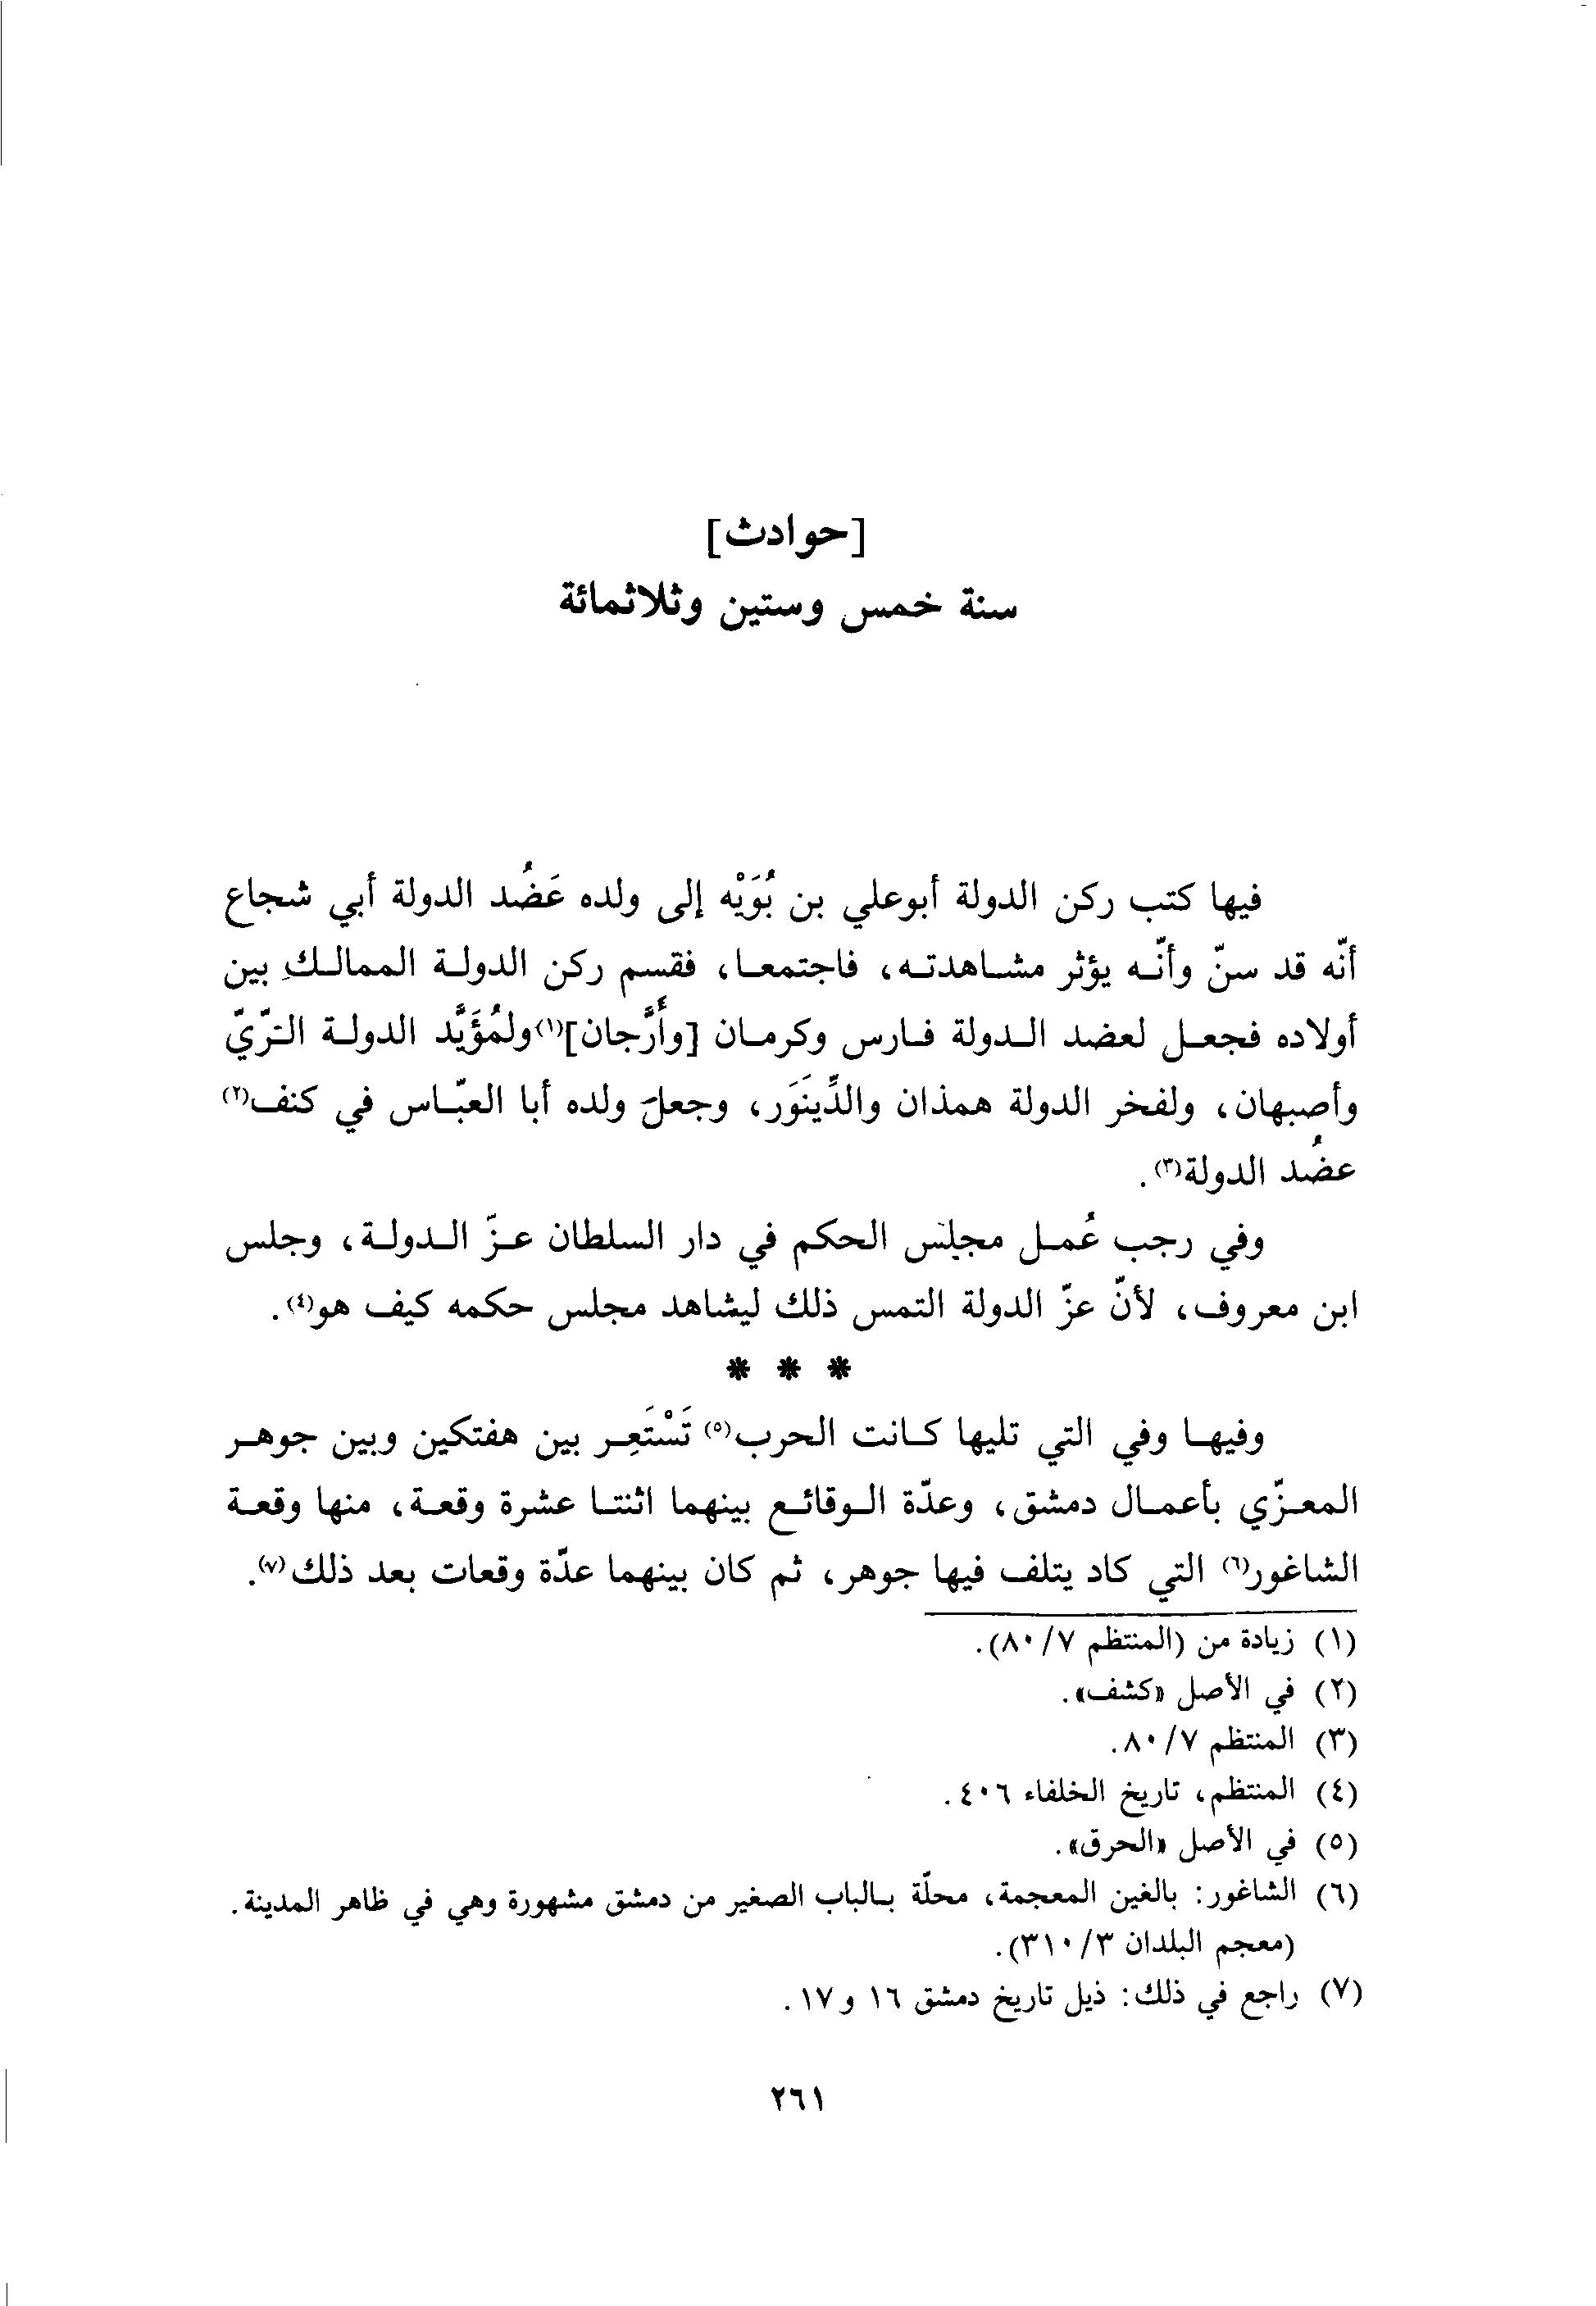 [حوادث]
سنة خمس وستين وثلاثمائة
فيها كتب ركن الدولة أبوعلي بن بُوَيْه إلى ولده عَضُد الدولة أبي شجاع
أنّه قد سنّ وأنّه يؤثر مشاهدته، فاجتمعا، فقسم ركن الدولة الممالكِ بين
أولاده فجعل لعضد الدولة فارس وكرمان [وأَرَّجان]⁽¹⁾ ولمُؤَيَّد الدولة الرّيّ
وأصبهان، ولفخر الدولة همذان والدِّينَوَر، وجعل ولده أبا العبّاس في كنف⁽٢⁾
عضُد الدولة⁽٣⁾.
وفي رجب عُمل مجلس الحكم في دار السلطان عزّ الدولة، وجلس
ابن معروف، لأنّ عزّ الدولة التمس ذلك ليشاهد مجلس حكمه كيف هو⁽٤⁾.
* * *
وفيها وفي التي تليها كانت الحرب⁽٥⁾ تَسْتَعِر بين هفتكين وبين جوهر
المعزّي بأعمال دمشق، وعدّة الوقائع بينهما اثنتا عشرة وقعة، منها وقعة
الشاغور⁽٦⁾ التي كاد يتلف فيها جوهر، ثم كان بينهما عدّة وقعات بعد ذلك⁽٧⁾.
(١) زيادة من (المنتظم ٨٠/٧).
(٢) في الأصل «كشف».
(٣) المنتظم ٨٠/٧.
(٤) المنتظم، تاريخ الخلفاء ٤٠٦.
(٥) في الأصل «الحرق».
(٦) الشاغور: بالغين المعجمة، محلّة بالباب الصغير من دمشق مشهورة وهي في ظاهر المدينة.
(معجم البلدان ٣١٠/٣).
(٧) راجع في ذلك: ذيل تاريخ دمشق ١٦ و١٧.
٢٦١